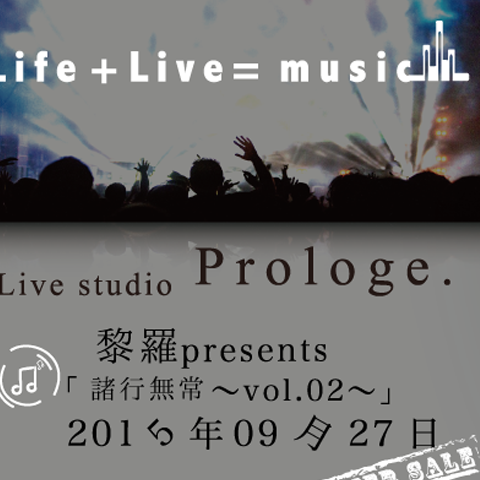 Life+Live=music
Live studio Prologe.
黎羅presents
「諸行無常〜vol.02〜」
年09月27日
SALE